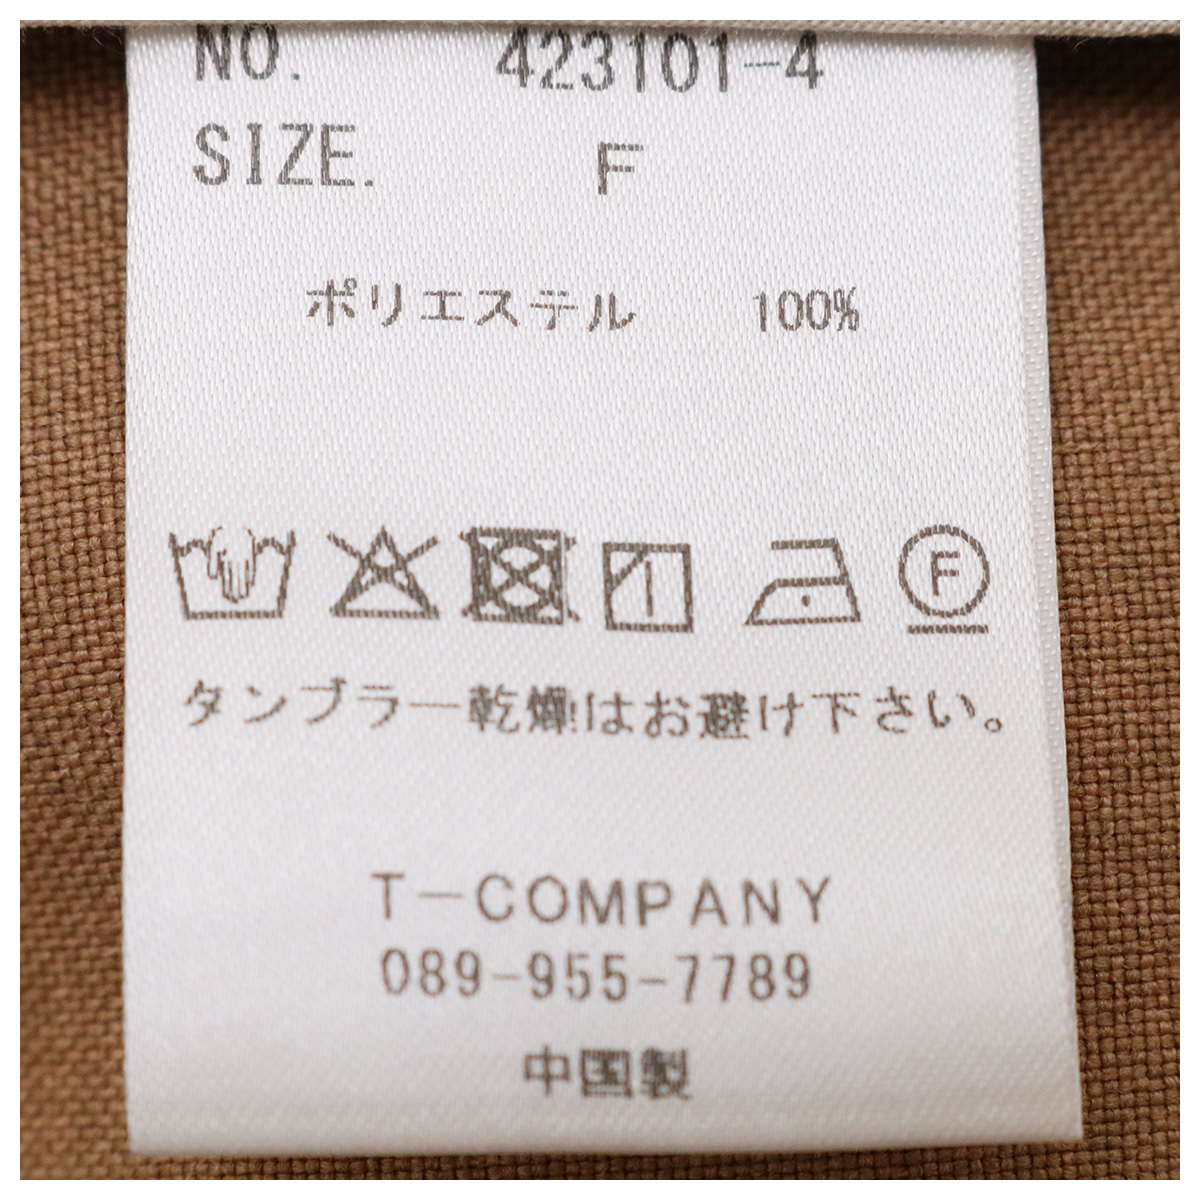 NO. 423101-4
SIZE. F
ポリエステル 100%
F
タンブラー乾燥はお避け下さい。
T-COMPANY
089-955-7789
中国製